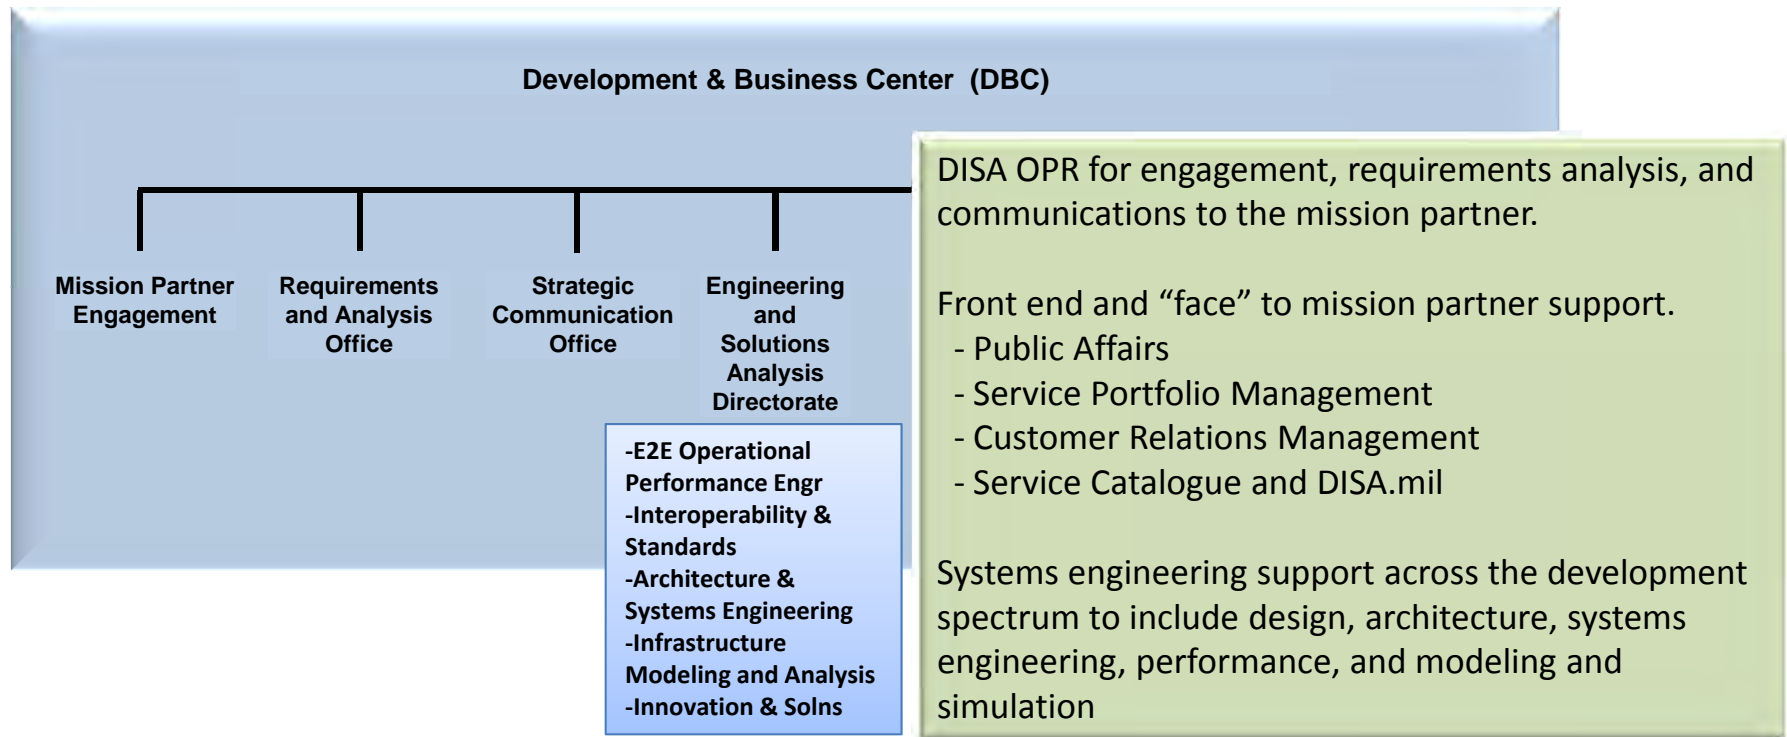 Development & Business Center (DBC)
Mission Partner
Engagement
Requirements
and Analysis
Office
Strategic
Communication
Office
Engineering
and
Solutions
Analysis
Directorate
-E2E Operational
Performance Engr
-Interoperability &
Standards
-Architecture &
Systems Engineering
-Infrastructure
Modeling and Analysis
-Innovation & Solns
DISA OPR for engagement, requirements analysis, and
communications to the mission partner.
Front end and “face” to mission partner support.
- Public Affairs
- Service Portfolio Management
- Customer Relations Management
- Service Catalogue and DISA.mil
Systems engineering support across the development
spectrum to include design, architecture, systems
engineering, performance, and modeling and
simulation